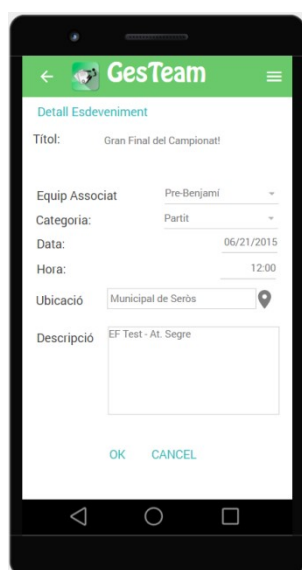 GesTeam
Detall Esdeveniment
Títol: Gran Final del Campionat!
Equip Associat Pre-Benjamí
Categoria: Partit
Data: 06/21/2015
Hora: 12:00
Ubicació Municipal de Seròs
Descripció EF Test - At. Segre
OK CANCEL